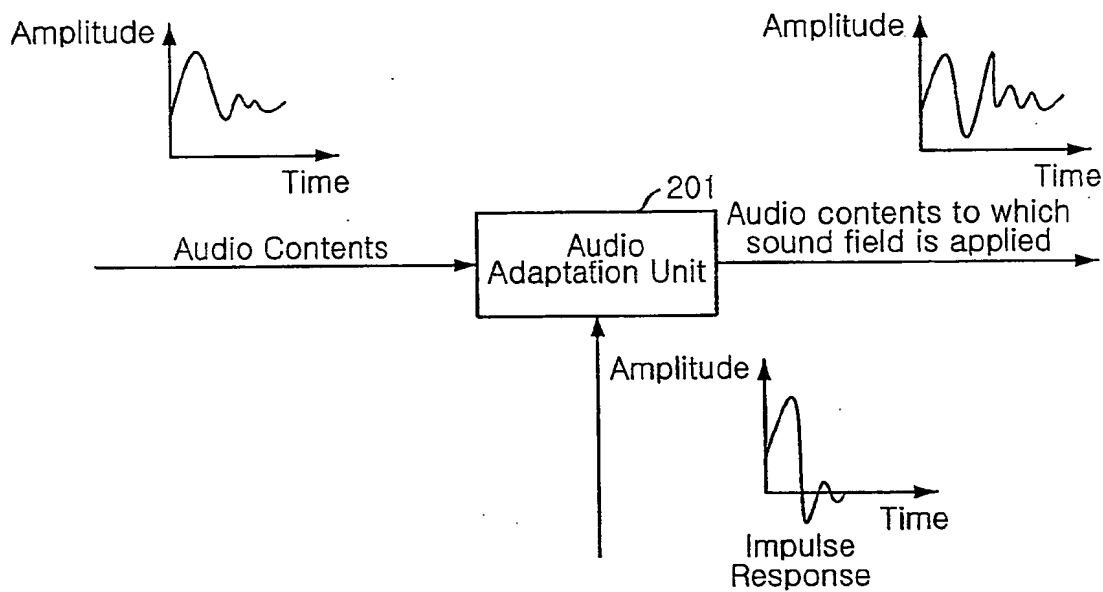 Amplitude
Time
Amplitude
Time
201
Audio Contents
Audio
Adaptation Unit
Audio contents to which
sound field is applied
Amplitude
Time
Impulse
Response